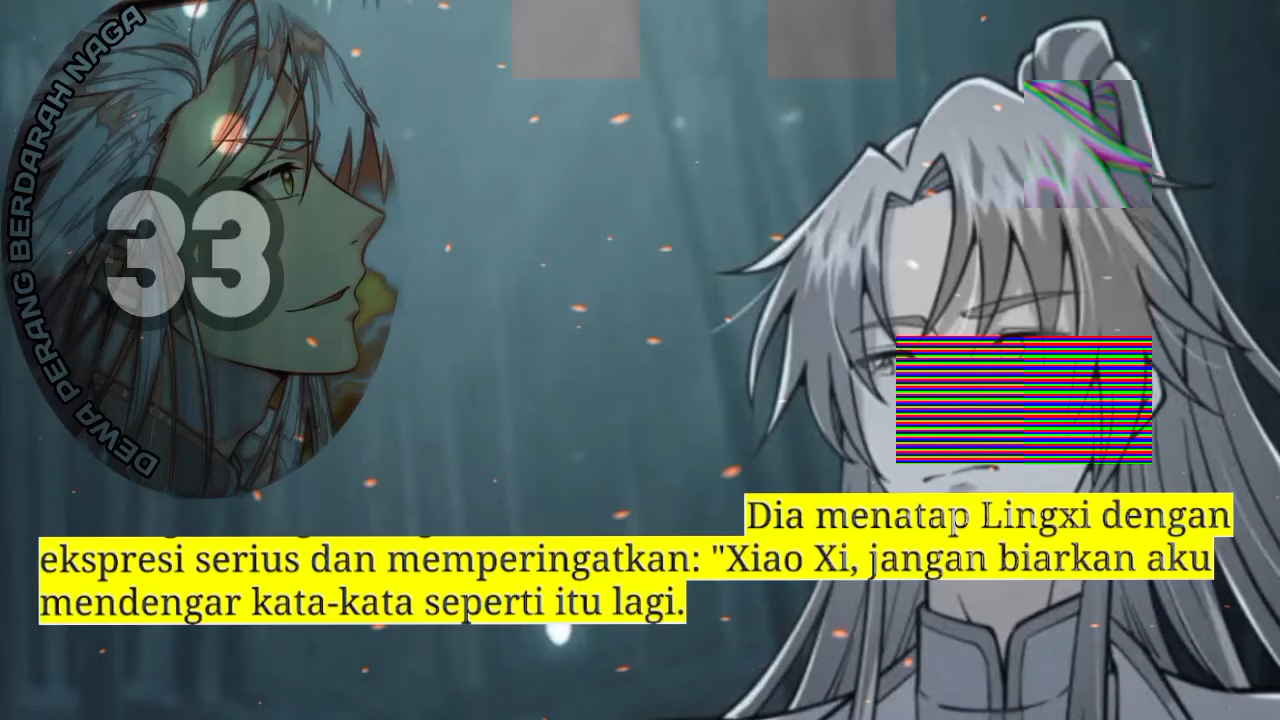 DEWA PERANG BERDARAH NAGA
33
Dia menatap Lingxi dengan
ekspresi serius dan memperingatkan: "Xiao Xi, jangan biarkan aku
mendengar kata-kata seperti itu lagi.